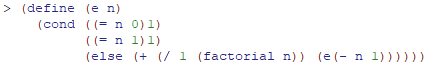 > (define (e n)
(cond ((= n 0)1)
((= n 1)1)
(else (+ (/ 1 (factorial n)) (e(- n 1))))))